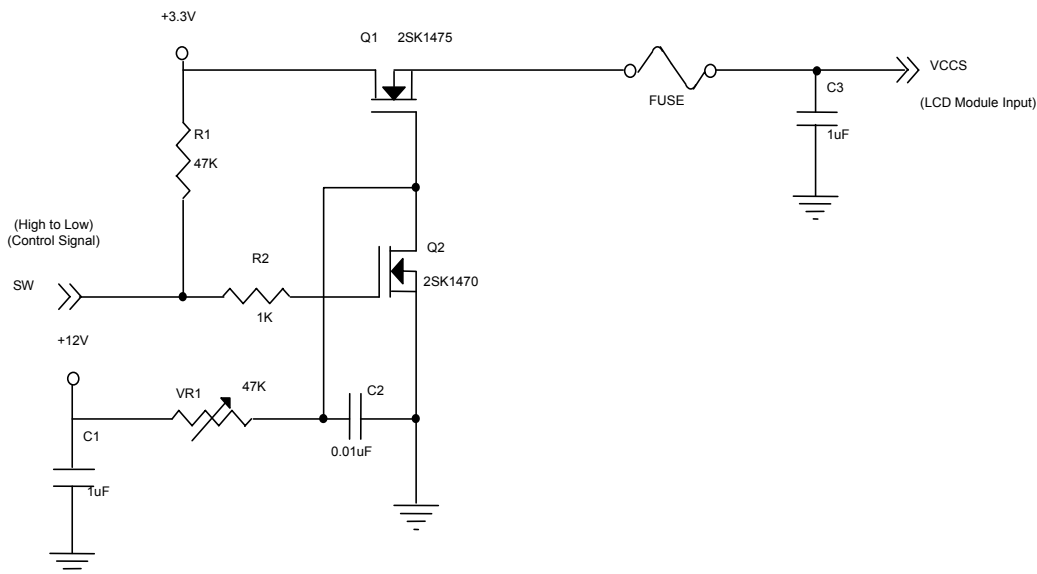 +3.3V
Q1 2SK1475
VCCS
FUSE
C3
(LCD Module Input)
R1
1uF
47K
(High to Low)
(Control Signal)
Q2
R2
SW
2SK1470
1K
+12V
VR1
47K
C2
C1
0.01uF
1uF